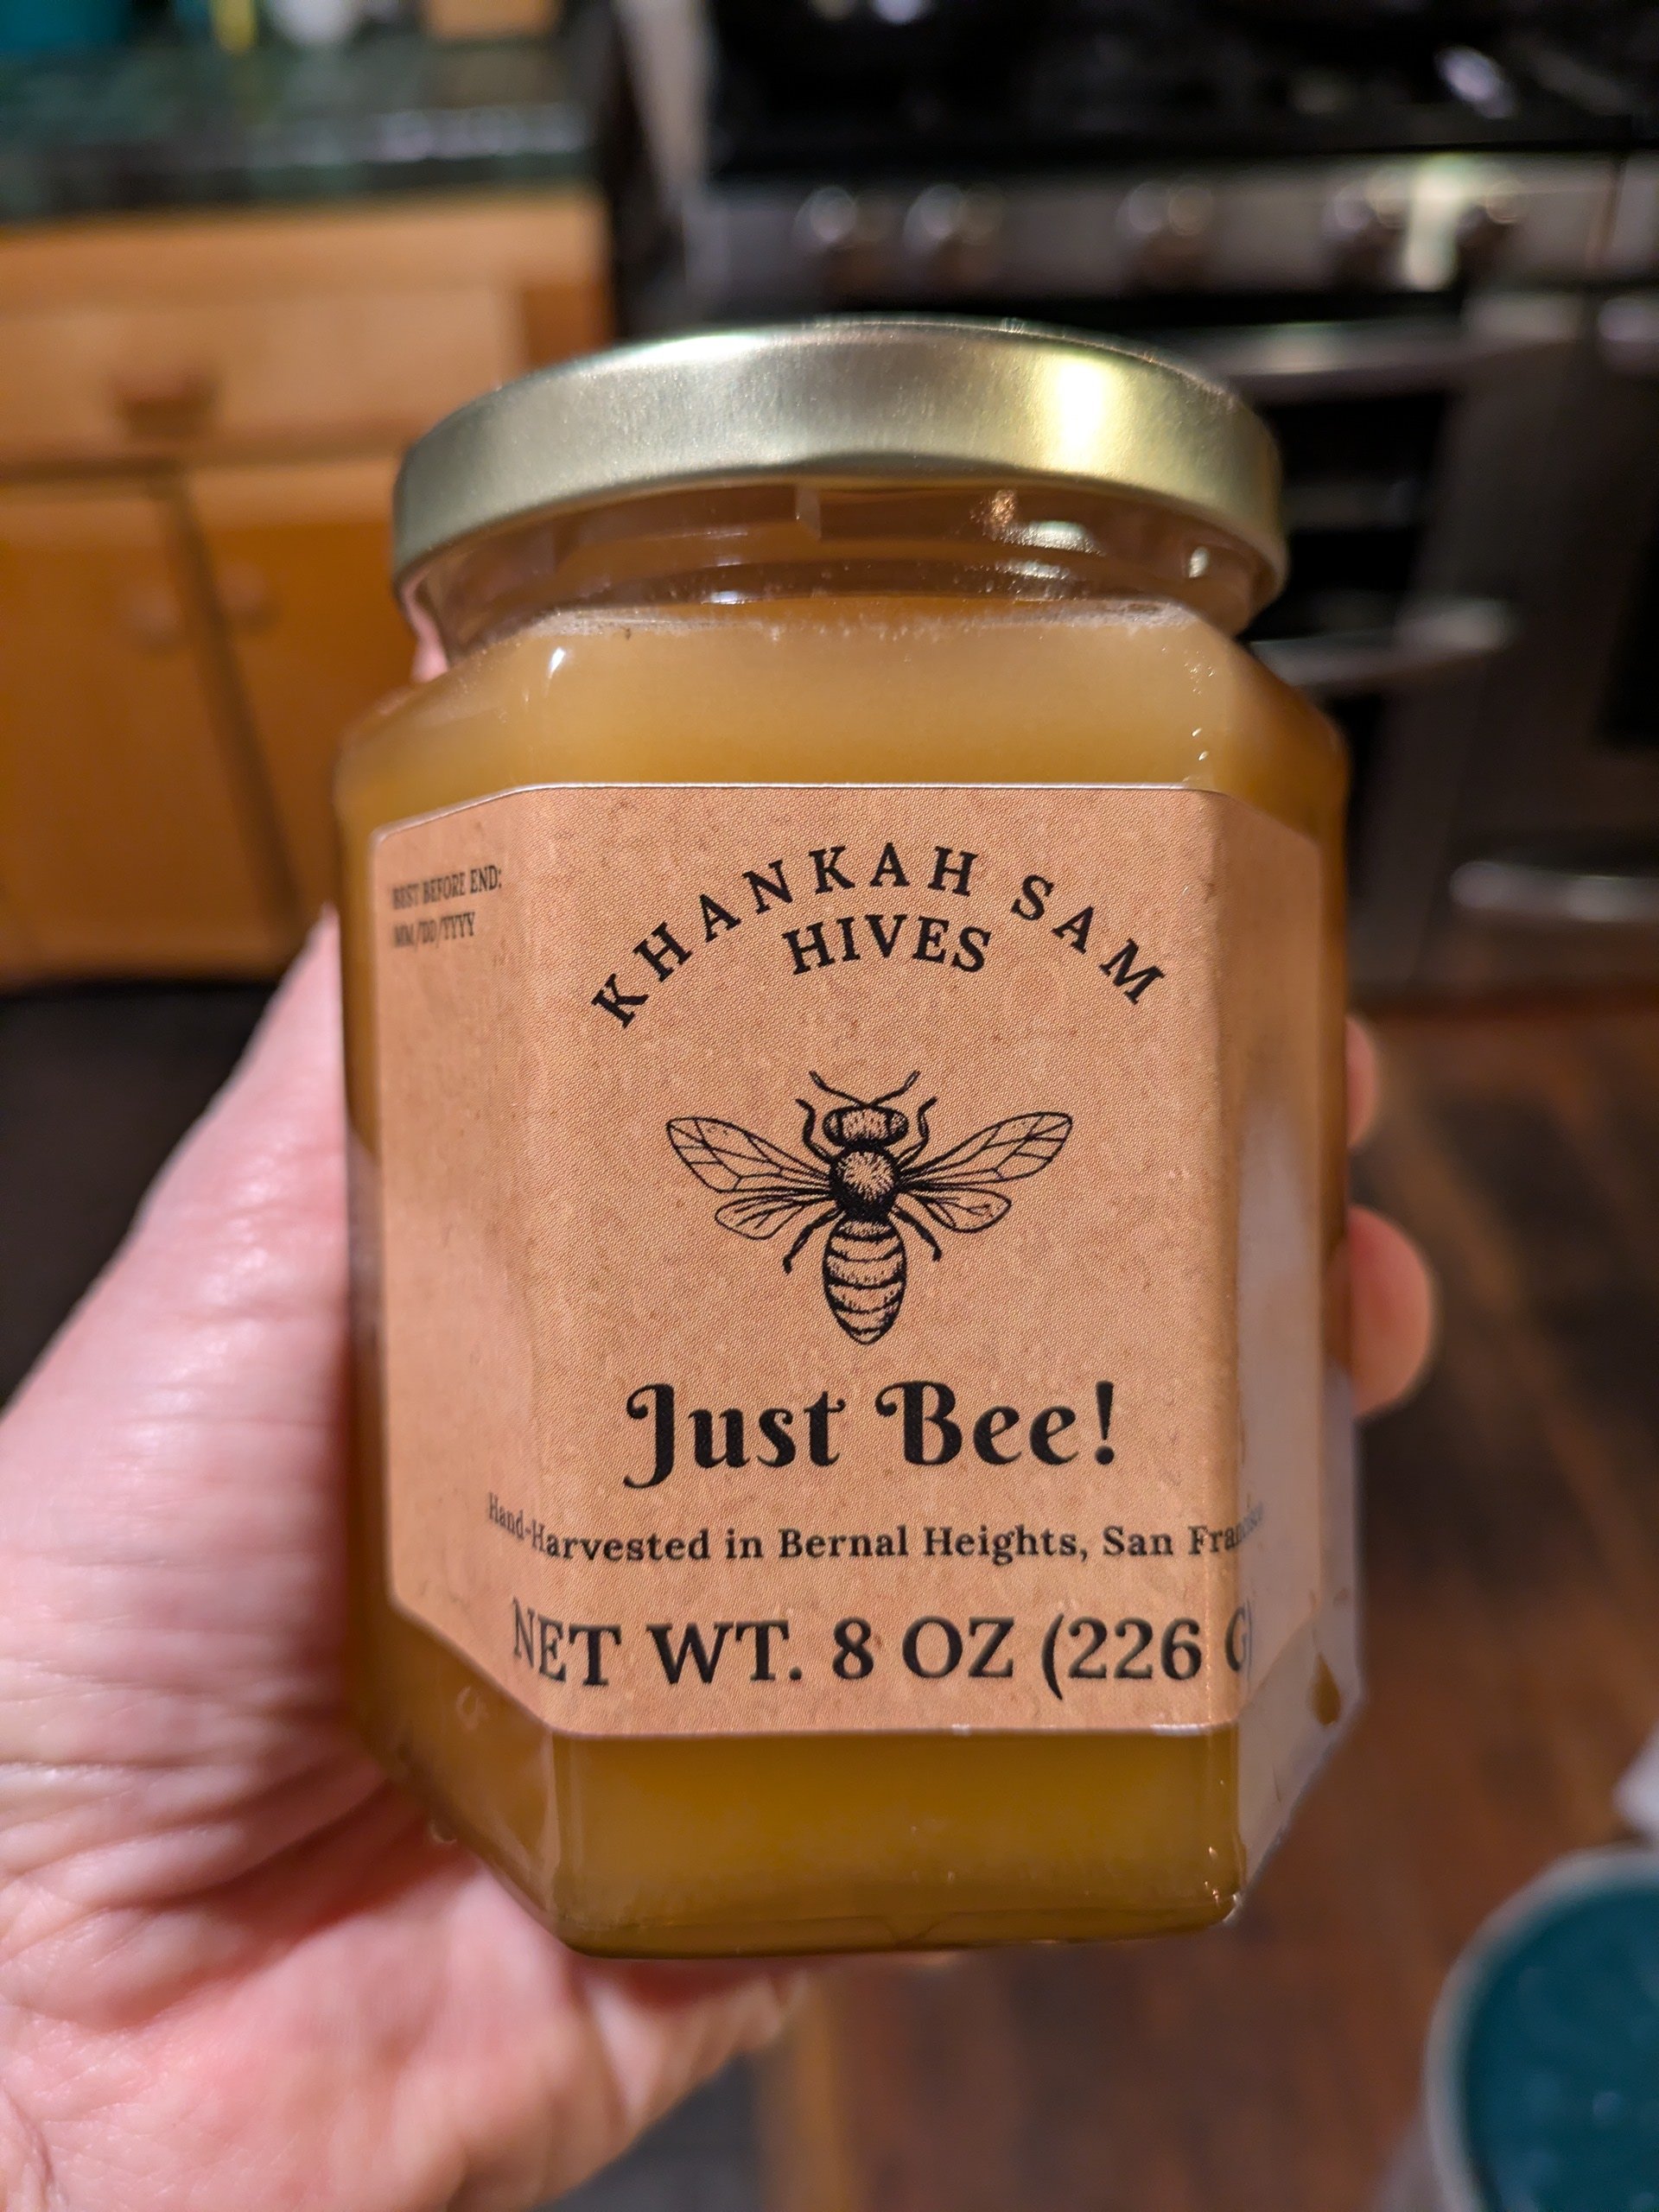 BEST BEFORE END:
MM/DD/YYYY
KHANKAH SAM
HIVES
Just Bee!
Hand-Harvested in Bernal Heights, San Francisco
NET WT. 8 OZ (226 G)